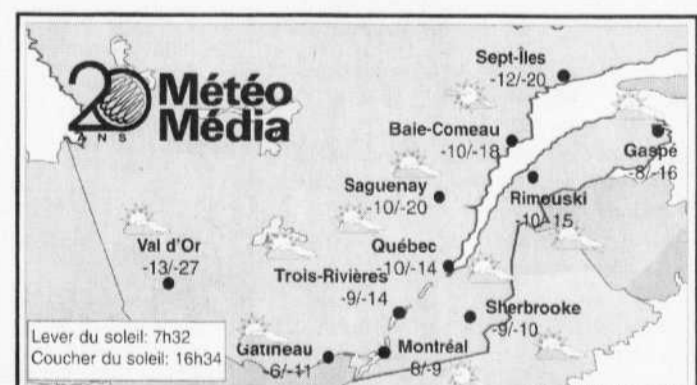 20 Météo
ANS Média
Sept-Îles
-12/-20
Baie-Comeau
-10/-18
Gaspé
-8/-16
Saguenay
-10/-20
Rimouski
-10/-15
Val d'Or
-13/-27
Québec
-10/-14
Trois-Rivières
-9/-14
Sherbrooke
-9/-10
Lever du soleil: 7h32
Coucher du soleil: 16h34
Gatineau
-6/-11
Montréal
8/-9